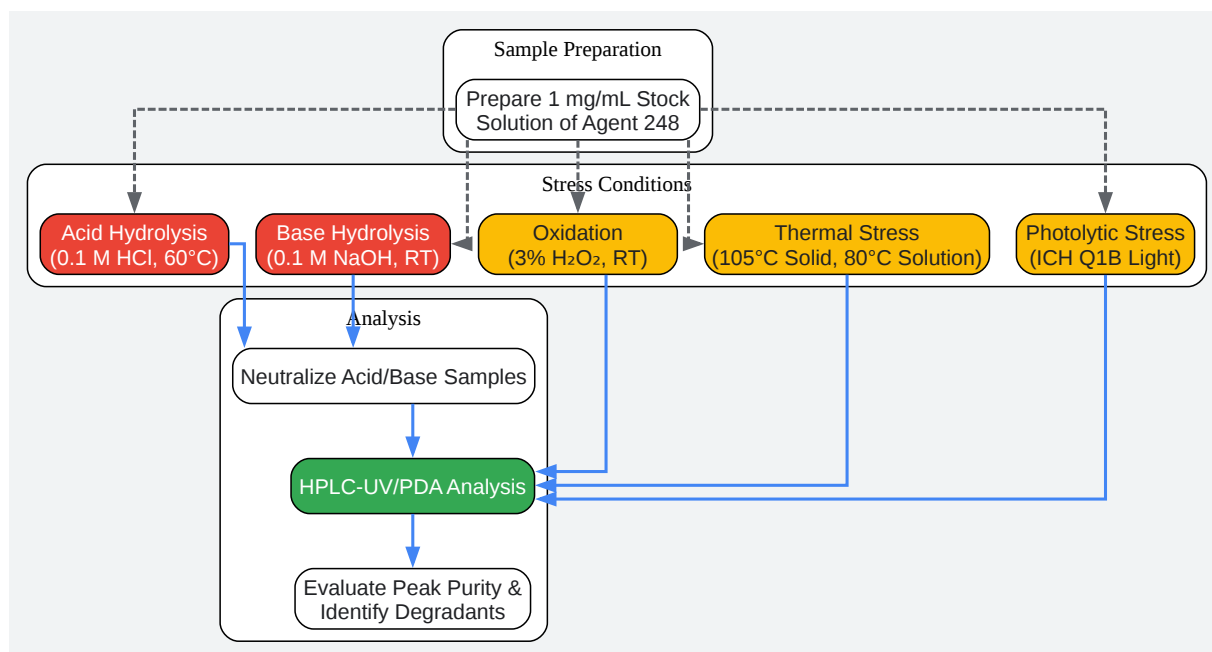 Sample Preparation
Prepare 1 mg/mL Stock
Solution of Agent 248
Stress Conditions
Acid Hydrolysis
(0.1 M HCl, 60°C)
Base Hydrolysis
(0.1 M NaOH, RT)
Oxidation
(3% H₂O₂, RT)
Thermal Stress
(105°C Solid, 80°C Solution)
Photolytic Stress
(ICH Q1B Light)
Analysis
Neutralize Acid/Base Samples
HPLC-UV/PDA Analysis
Evaluate Peak Purity &
Identify Degradants